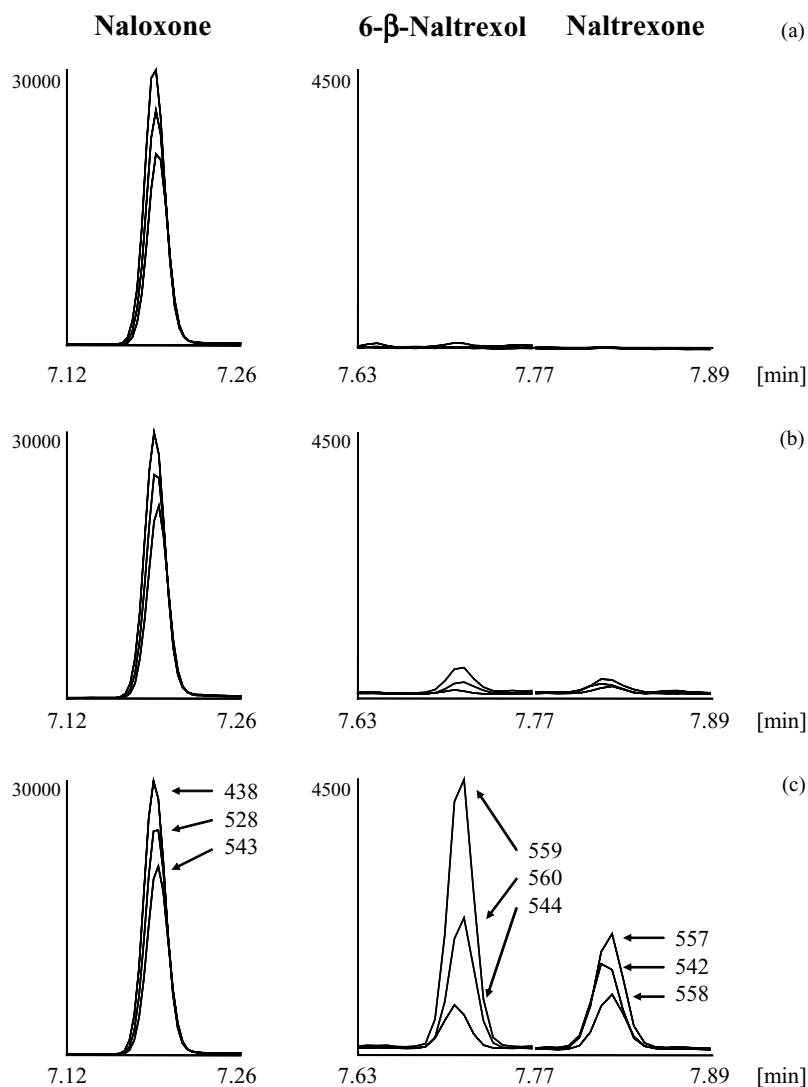 Naloxone 6-β-Naltrexol Naltrexone (a)
30000 4500
7.12 7.26 7.63 7.77 7.89 [min]
30000 4500 (b)
7.12 7.26 7.63 7.77 7.89 [min]
30000 4500 (c)
438
528
543
559
560
544
557
542
558
7.12 7.26 7.63 7.77 7.89 [min]